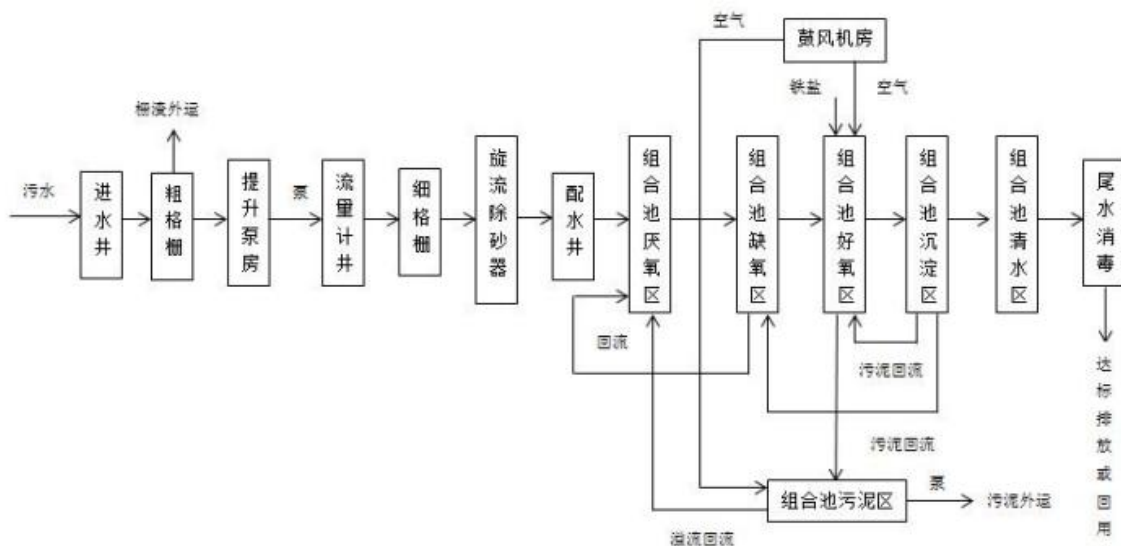 空气
鼓风机房
铁盐
空气
栅渣外运
污水
进水井
粗格栅
提升泵房
泵
流量计井
细格栅
旋流除砂器
配水井
组合池厌氧区
组合池缺氧区
组合池好氧区
组合池沉淀区
组合池清水区
尾水消毒
回流
污泥回流
污泥回流
达标排放或回用
组合池污泥区
泵
污泥外运
溢流回流